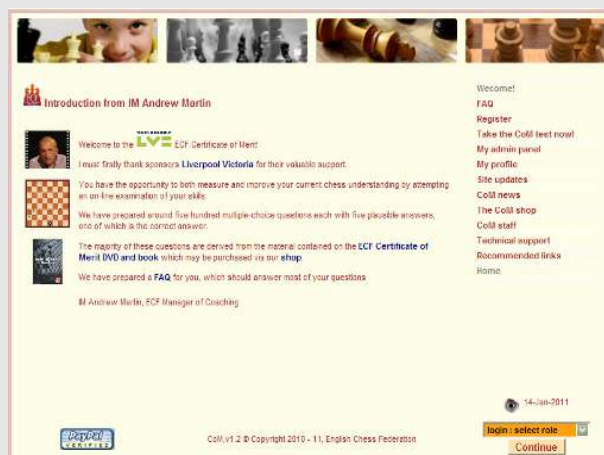 Introduction from IM Andrew Martin
Welcome to the LVE ECF Certificate of Merit!
I must firstly thank sponsors Liverpool Victoria for their valuable support.
You have the opportunity to both measure and improve your current chess understanding by attempting
an on-line examination of your skills.
We have prepared around five hundred multiple-choice questions each with five plausible answers,
one of which is the correct answer.
The majority of these questions are derived from the material contained on the ECF Certificate of
Merit DVD and book which may be purchased via our shop.
We have prepared a FAQ for you, which should answer most of your questions
IM Andrew Martin, ECF Manager of Coaching
Wecome!
FAQ
Register
Take the CoM test now!
My admin panel
My profile
Site updates
CoM news
The CoM shop
CoM staff
Technical support
Recommended links
Home
14-Jan-2011
login : select role
Continue
PayPal
VERIFIED
CoM,v1.2 © Copyright 2010 - 11, English Chess Federation